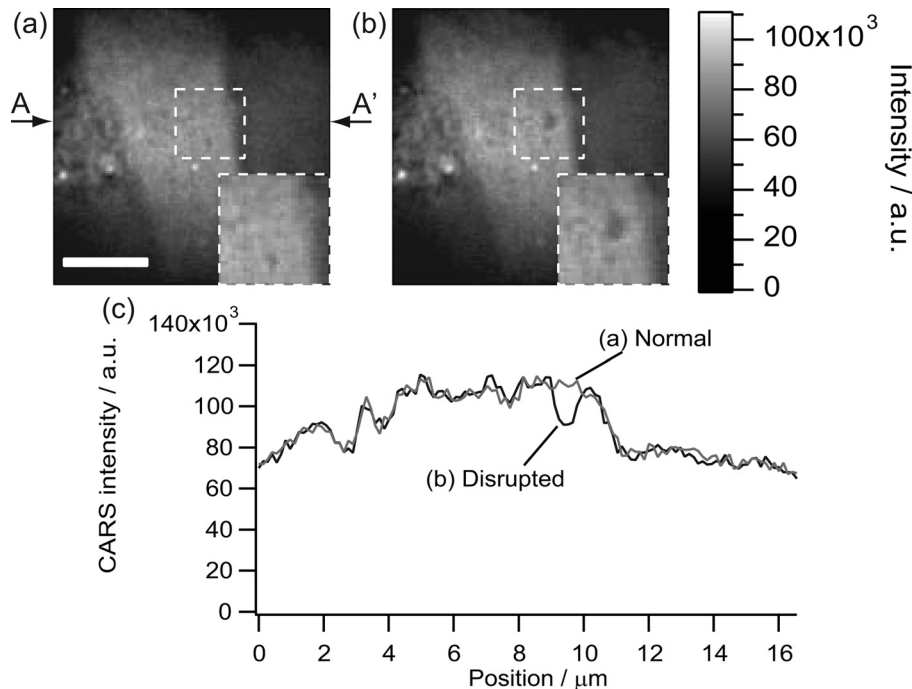 (a)
(b)
A
A’
100x10³
80
60
40
20
0
Intensity / a.u.
(c)
140x10³
120
100
80
60
40
20
0
CARS intensity / a.u.
(a) Normal
(b) Disrupted
0 2 4 6 8 10 12 14 16
Position / μm